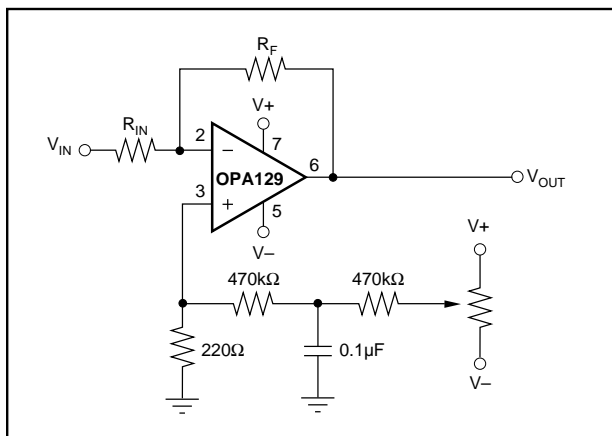 R_F
V+
R_IN
V_IN
2
−
7
6
OPA129
V_OUT
3
+
5
V−
V+
470kΩ
470kΩ
220Ω
0.1µF
V−